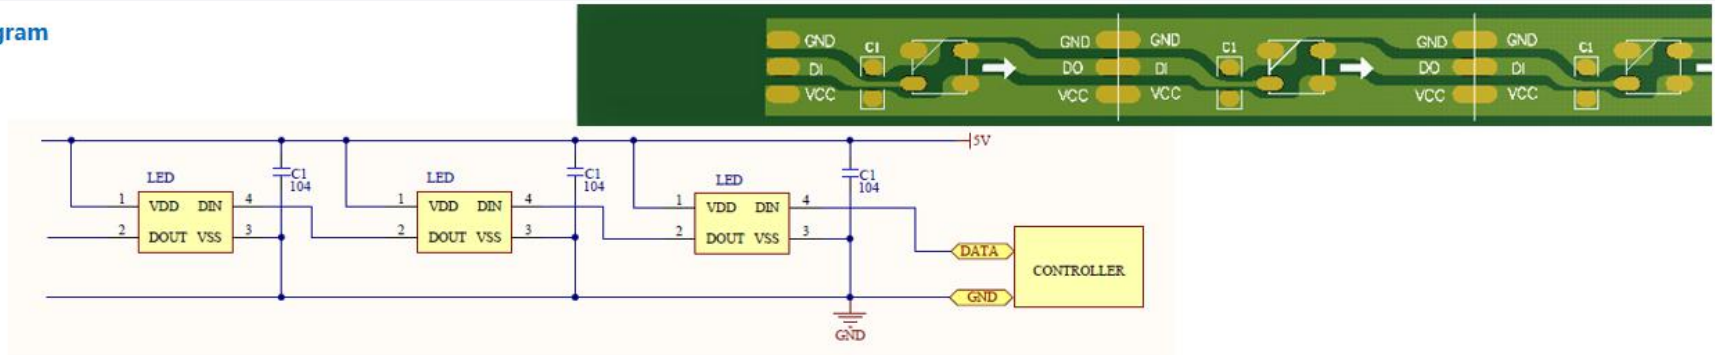 gram
GND C1 GND GND C1 GND GND C1
DI DO DI DO DI
VCC VCC VCC VCC VCC
5V
LED C1 LED C1 LED C1
104 104 104
1 VDD DIN 4 1 VDD DIN 4 1 VDD DIN 4
2 DOUT VSS 3 2 DOUT VSS 3 2 DOUT VSS 3
DATA
CONTROLLER
GND
GND